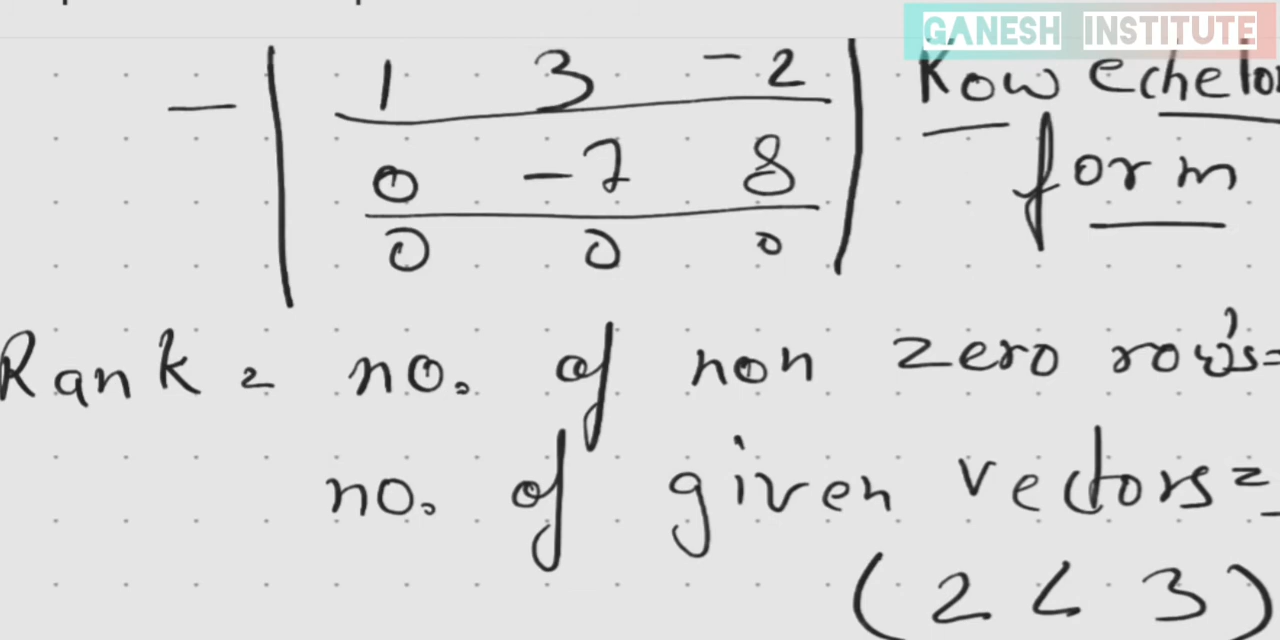 GANESH INSTITUTE
- | 1 3 -2 | Row echelon
0 -7 8 form
0 0 0
Rank = no. of non zero row's =
no. of given vectors =
(2 < 3)